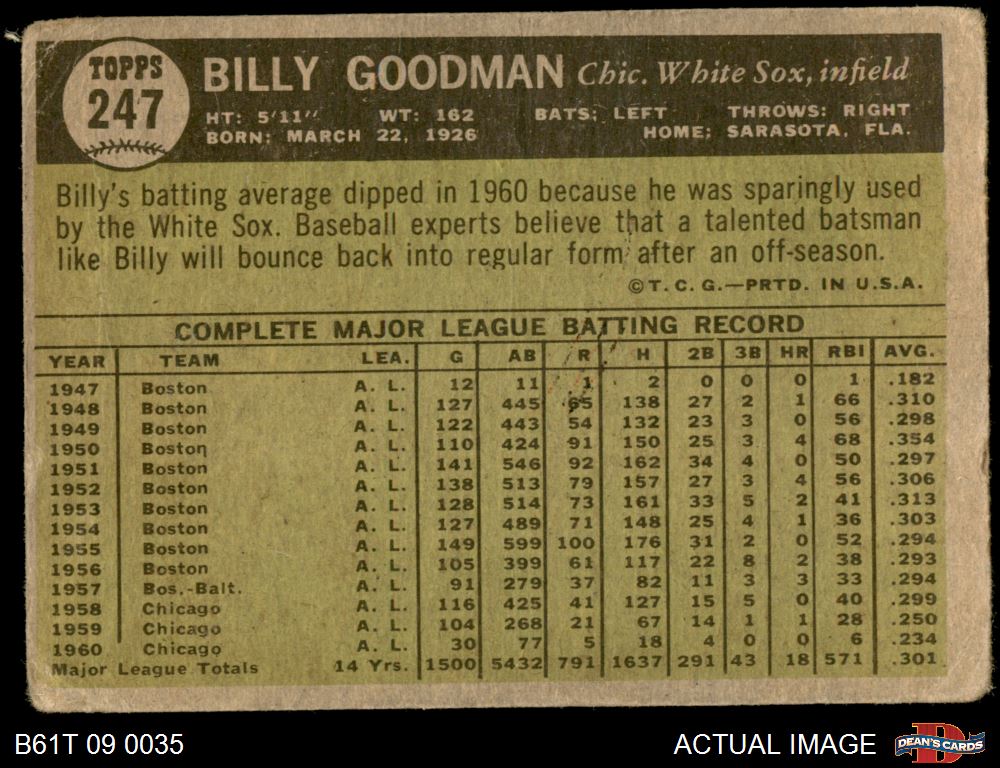 TOPPS
247
BILLY GOODMAN Chic. White Sox, infield
HT: 5'11" WT: 162 BATS: LEFT THROWS: RIGHT
BORN: MARCH 22, 1926 HOME: SARASOTA, FLA.
Billy's batting average dipped in 1960 because he was sparingly used
by the White Sox. Baseball experts believe that a talented batsman
like Billy will bounce back into regular form after an off-season.
©T. C. G.—PRTD. IN U.S.A.
COMPLETE MAJOR LEAGUE BATTING RECORD
YEAR TEAM LEA. G AB R H 2B 3B HR RBI AVG.
1947 Boston A. L. 12 11 1 2 0 0 0 1 .182
1948 Boston A. L. 127 445 65 138 27 2 1 66 .310
1949 Boston A. L. 122 443 54 132 23 3 0 56 .298
1950 Boston A. L. 110 424 91 150 25 3 4 68 .354
1951 Boston A. L. 141 546 92 162 34 4 0 50 .297
1952 Boston A. L. 138 513 79 157 27 3 4 56 .306
1953 Boston A. L. 128 514 73 161 33 5 2 41 .313
1954 Boston A. L. 127 489 71 148 25 4 1 36 .303
1955 Boston A. L. 149 599 100 176 31 2 0 52 .294
1956 Boston A. L. 105 399 61 117 22 8 2 38 .293
1957 Bos.-Balt. A. L. 91 279 37 82 11 3 3 33 .294
1958 Chicago A. L. 116 425 41 127 15 5 0 40 .299
1959 Chicago A. L. 104 268 21 67 14 1 1 28 .250
1960 Chicago A. L. 30 77 5 18 4 0 0 6 .234
Major League Totals 14 Yrs. 1500 5432 791 1637 291 43 18 571 .301
B61T 09 0035 ACTUAL IMAGE DEAN'S CARDS